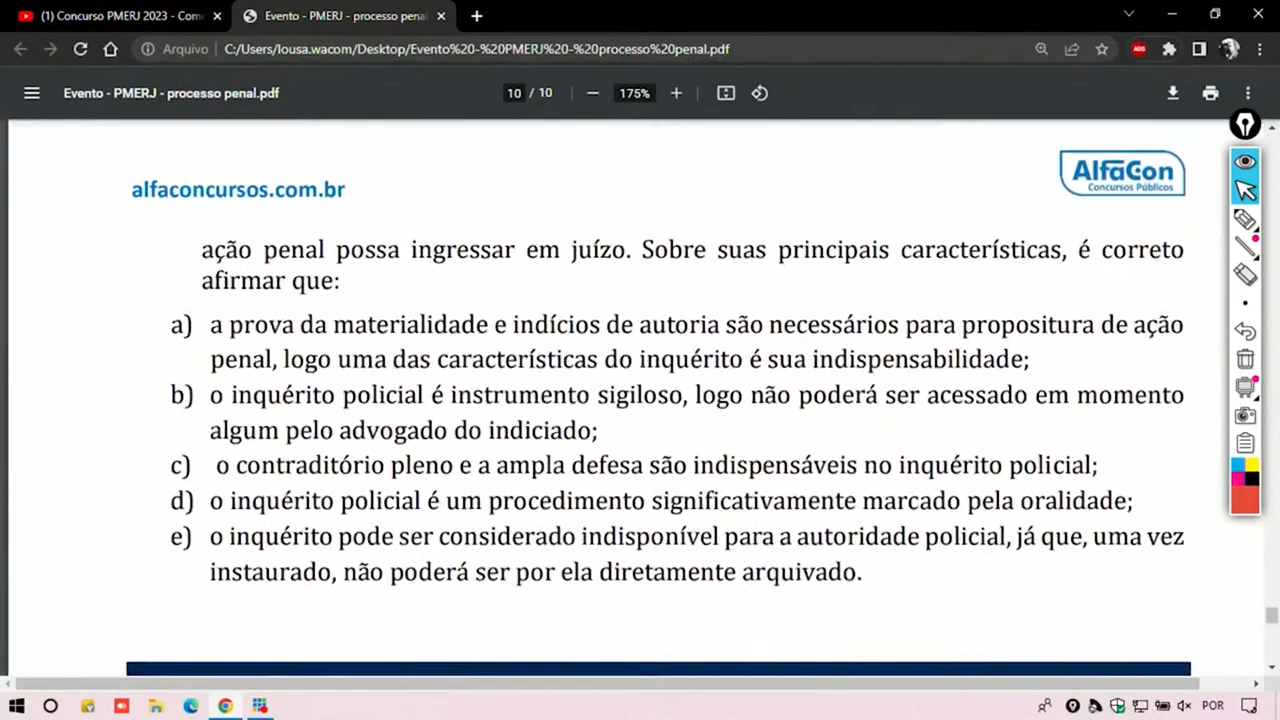 (1) Concurso PMERJ 2023 - Com
Evento - PMERJ - processo penal
Arquivo
C:/Users/lousa.wacom/Desktop/Evento%20-%20PMERJ%20-%20processo%20penal.pdf
ABS
Evento - PMERJ - processo penal.pdf
10 / 10
175%
alfaconcursos.com.br
AlfaCon
Concursos Públicos
ação penal possa ingressar em juízo. Sobre suas principais características, é correto
afirmar que:
a) a prova da materialidade e indícios de autoria são necessários para propositura de ação
penal, logo uma das características do inquérito é sua indispensabilidade;
b) o inquérito policial é instrumento sigiloso, logo não poderá ser acessado em momento
algum pelo advogado do indiciado;
c) o contraditório pleno e a ampla defesa são indispensáveis no inquérito policial;
d) o inquérito policial é um procedimento significativamente marcado pela oralidade;
e) o inquérito pode ser considerado indisponível para a autoridade policial, já que, uma vez
instaurado, não poderá ser por ela diretamente arquivado.
POR